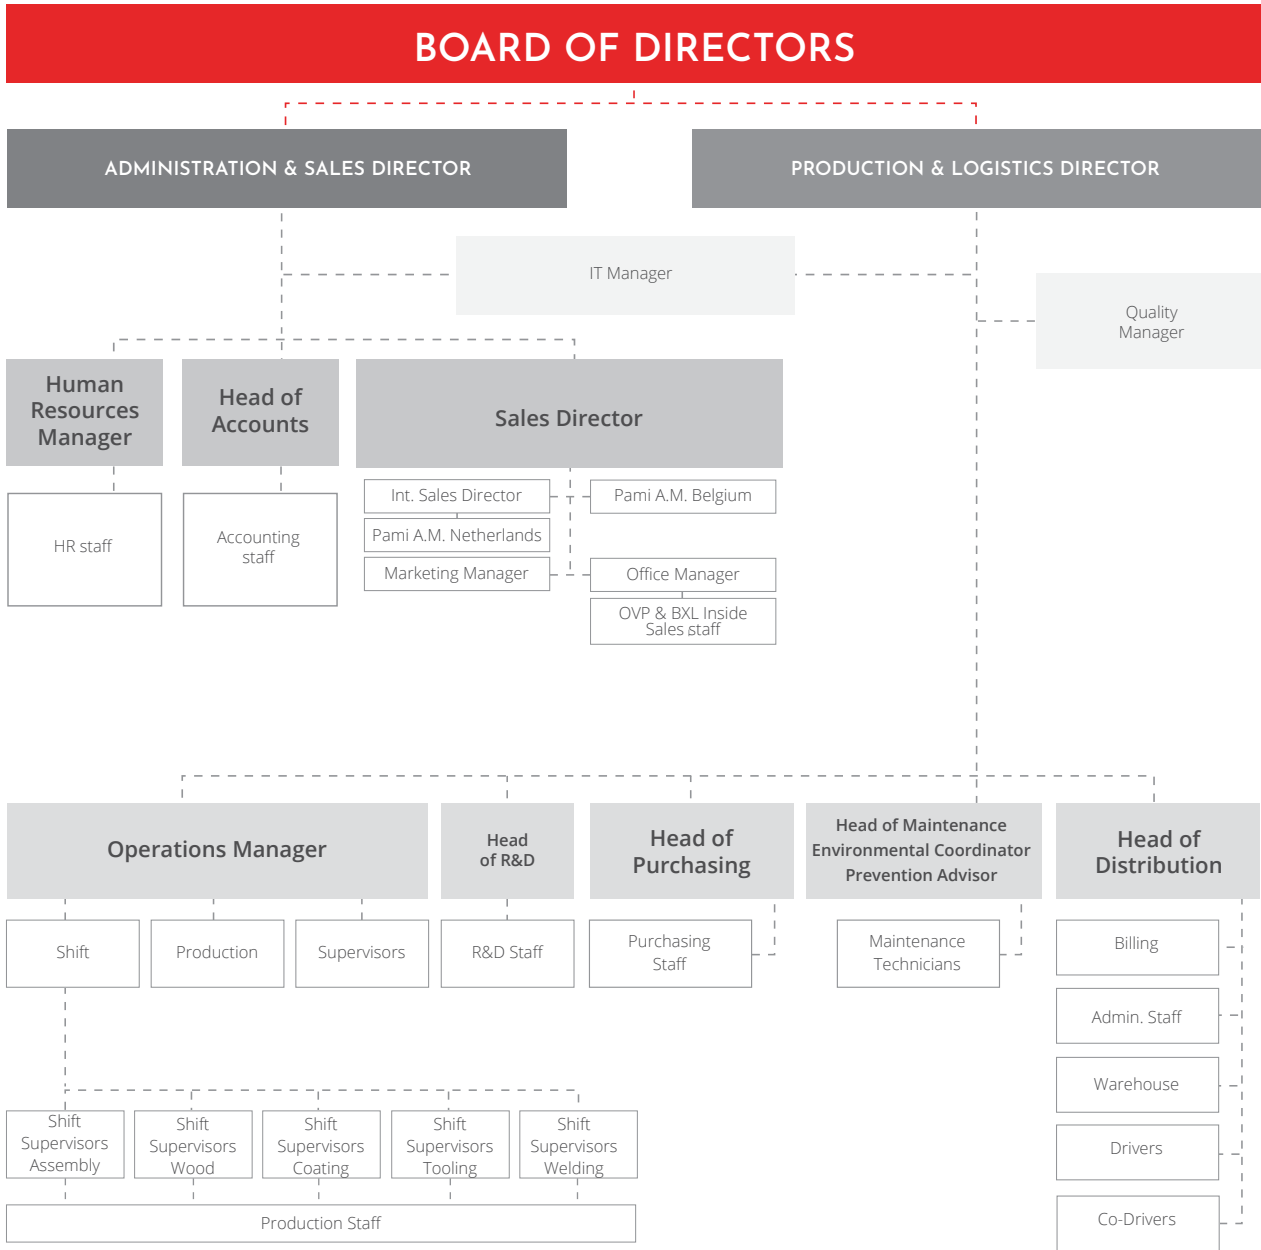 BOARD OF DIRECTORS
ADMINISTRATION & SALES DIRECTOR
PRODUCTION & LOGISTICS DIRECTOR
IT Manager
Quality
Manager
Human
Resources
Manager
Head of
Accounts
Sales Director
HR staff
Accounting
staff
Int. Sales Director
Pami A.M. Belgium
Pami A.M. Netherlands
Marketing Manager
Office Manager
OVP & BXL Inside
Sales staff
Operations Manager
Head
of R&D
Head of
Purchasing
Head of Maintenance
Environmental Coordinator
Prevention Advisor
Head of
Distribution
Shift
Production
Supervisors
R&D Staff
Purchasing
Staff
Maintenance
Technicians
Billing
Admin. Staff
Warehouse
Drivers
Co-Drivers
Shift
Supervisors
Assembly
Shift
Supervisors
Wood
Shift
Supervisors
Coating
Shift
Supervisors
Tooling
Shift
Supervisors
Welding
Production Staff